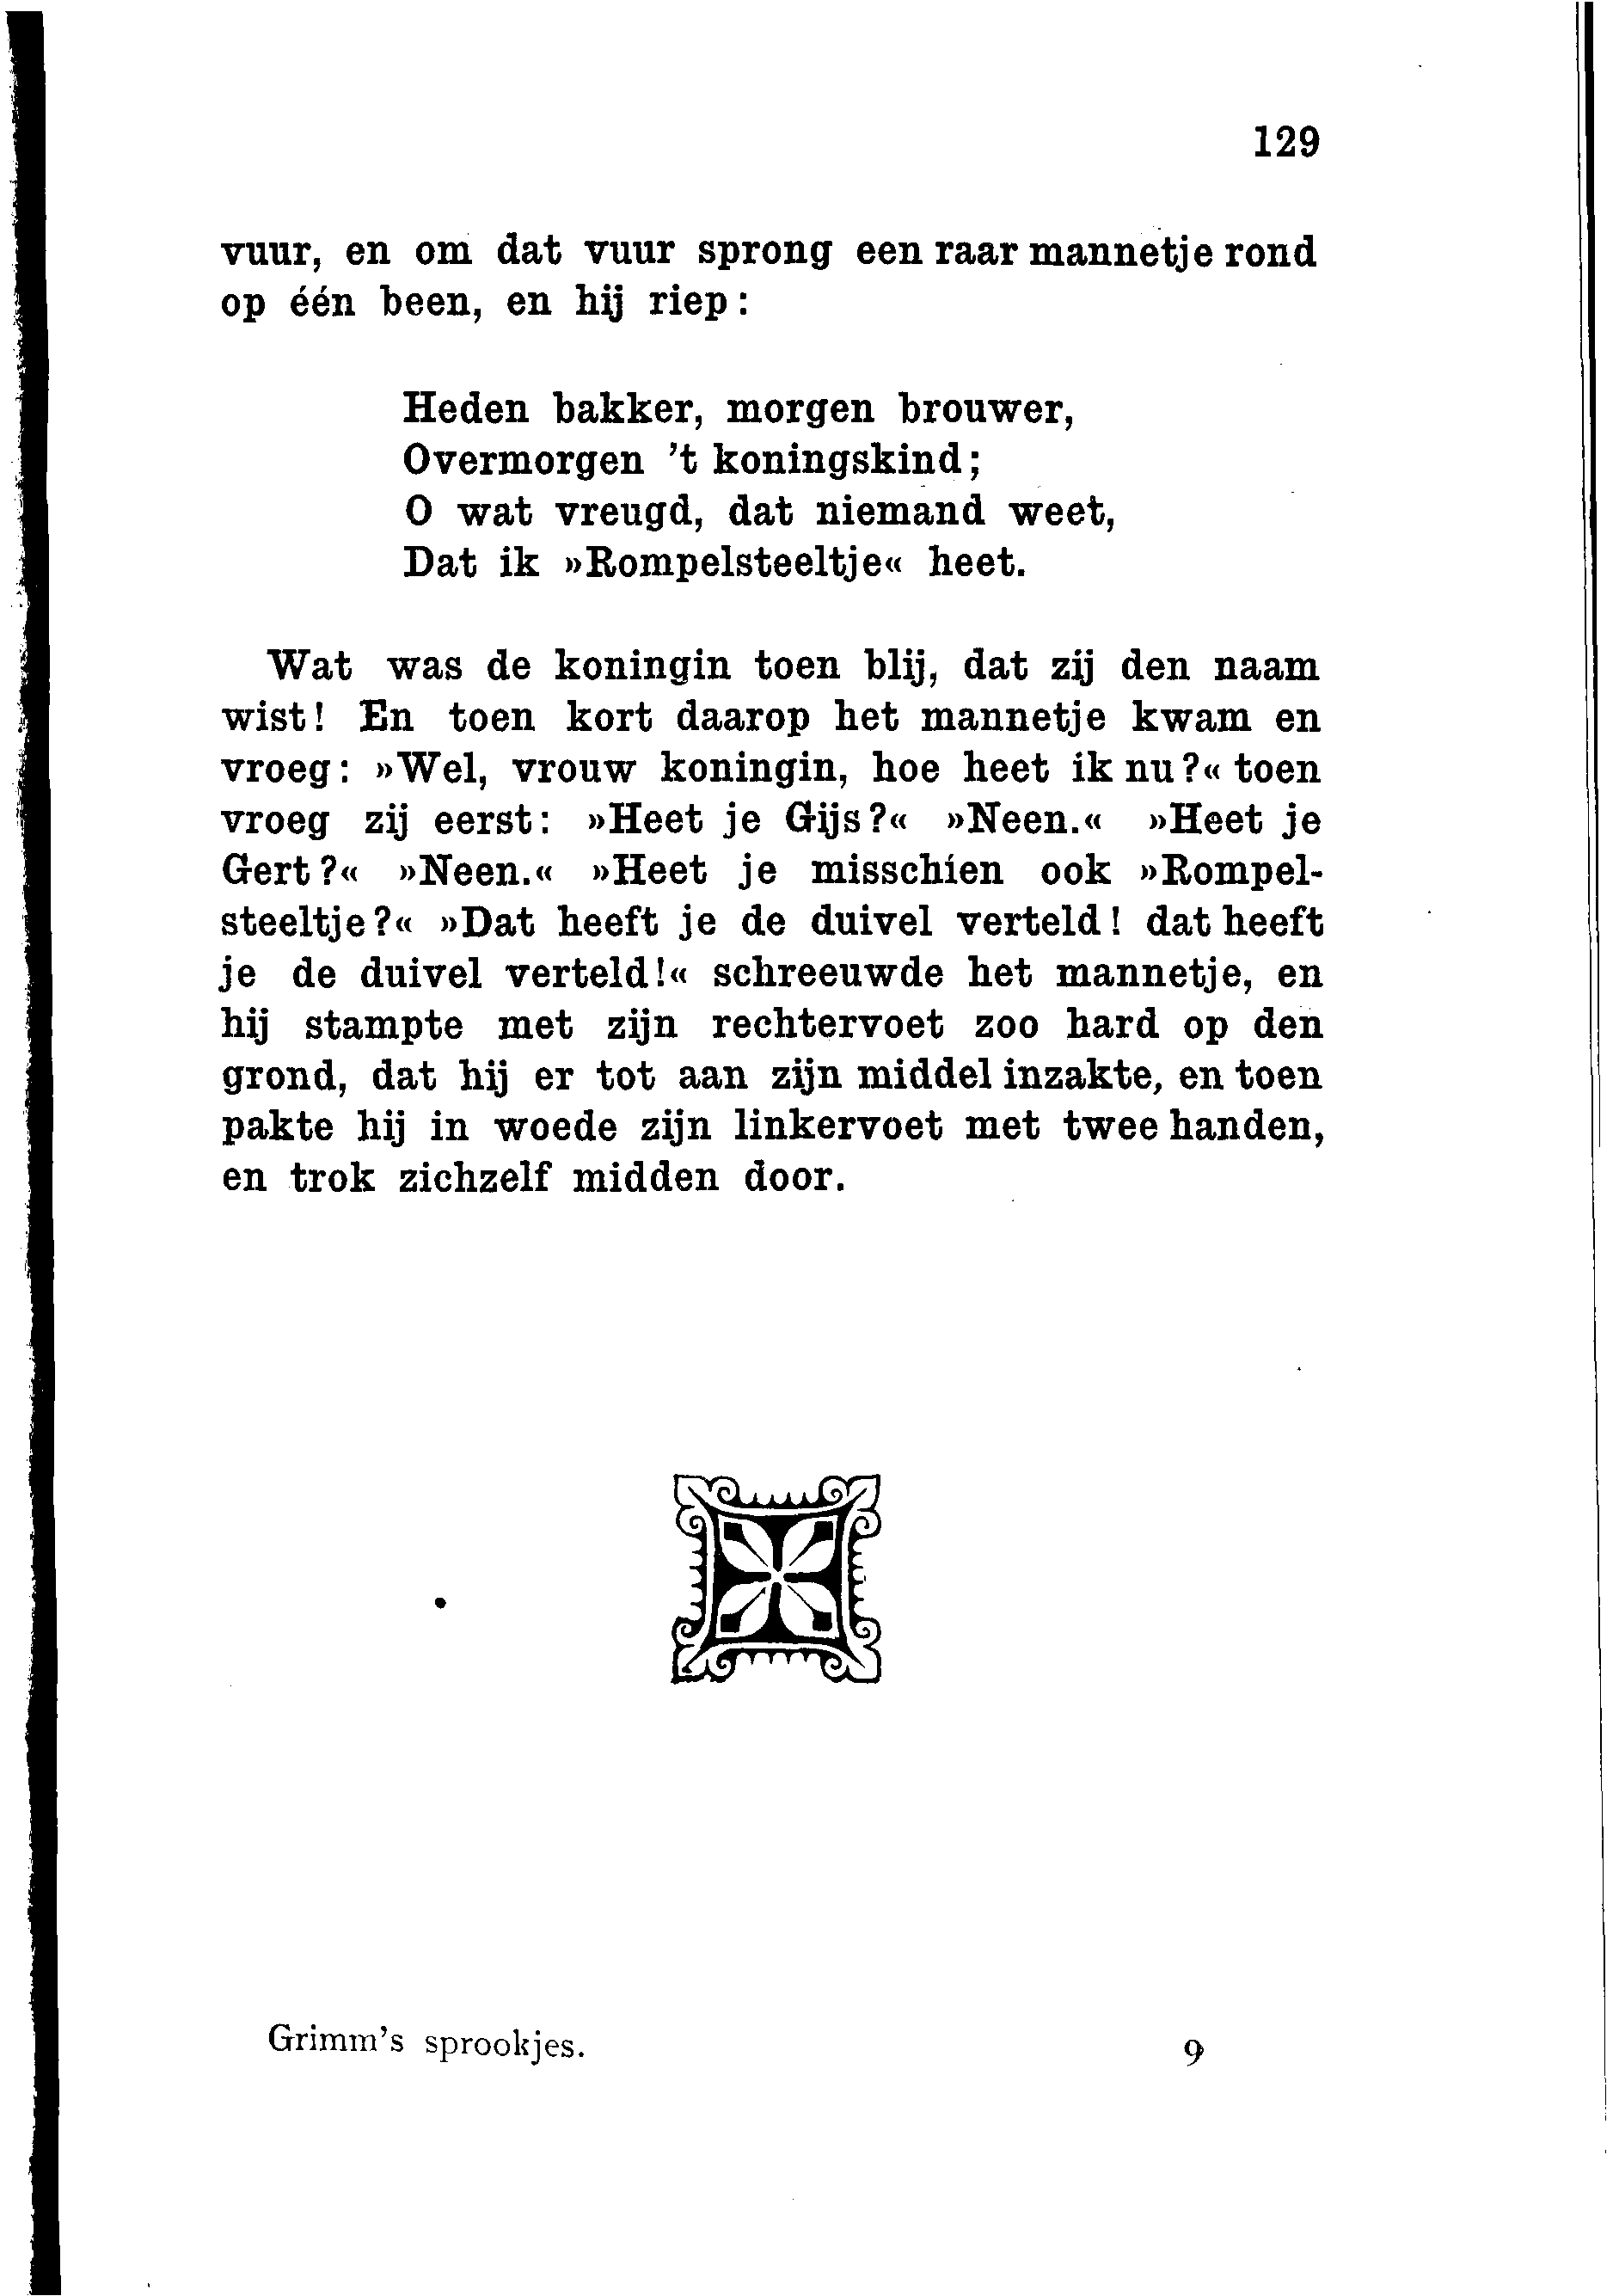 129
vuur, en om dat vuur sprong een raar mannetje rond
op één been, en hij riep:
Heden bakker, morgen brouwer,
Overmorgen 't koningskind;
O wat vreugd, dat niemand weet,
Dat ik »Rompelsteeltje« heet.
Wat was de koningin toen blij, dat zij den naam
wist! En toen kort daarop het mannetje kwam en
vroeg: »Wel, vrouw koningin, hoe heet ik nu?« toen
vroeg zij eerst: »Heet je Gijs?« »Neen.« »Heet je
Gert?« »Neen.« »Heet je misschien ook »Rompel-
steeltje?« »Dat heeft je de duivel verteld! dat heeft
je de duivel verteld!« schreeuwde het mannetje, en
hij stampte met zijn rechtervoet zoo hard op den
grond, dat hij er tot aan zijn middel inzakte, en toen
pakte hij in woede zijn linkervoet met twee handen,
en trok zichzelf midden door.
Grimm's sprookjes. 9